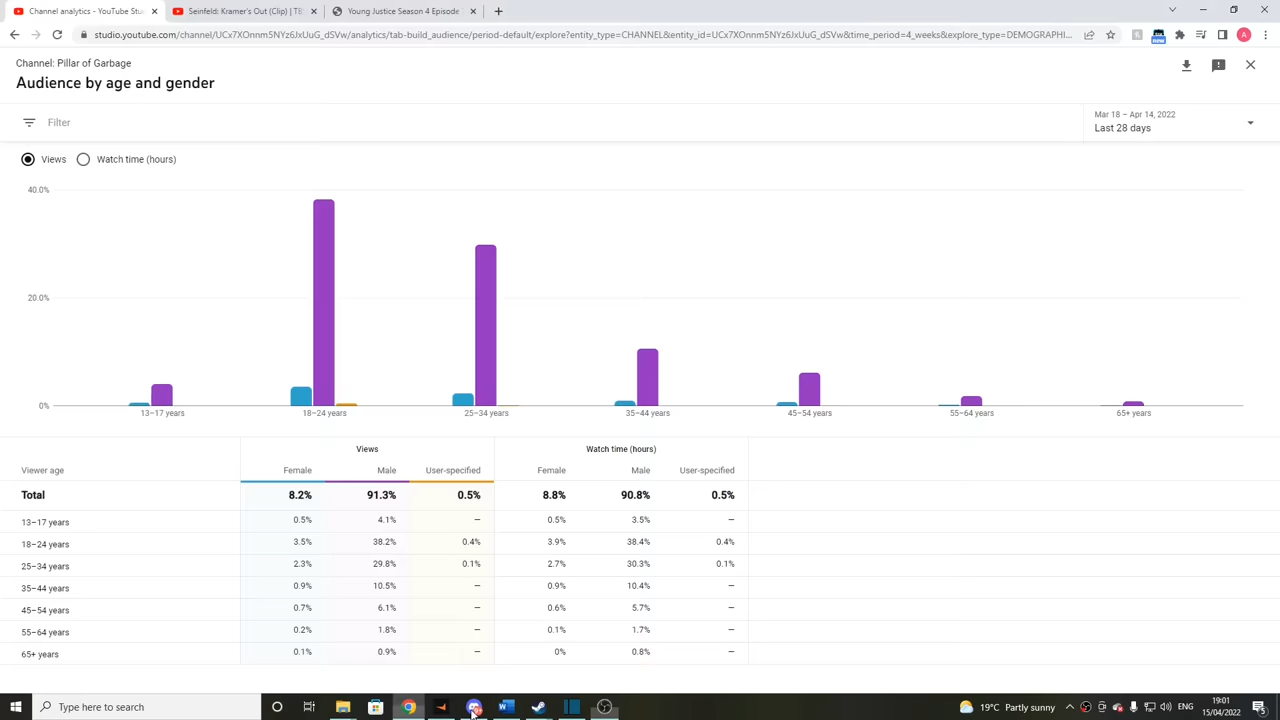 Channel analytics - YouTube Stu
Seinfeld: Kramer's Out (Clip) | TB
Young Justice Season 4 Episode
studio.youtube.com/channel/UCx7XOnnm5NYz6JxUuG_dSVw/analytics/tab-build_audience/period-default/explore?entity_type=CHANNEL&entity_id=UCx7XOnnm5NYz6JxUuG_dSVw&time_period=4_weeks&explore_type=DEMOGRAPHI...
new
A
Channel: Pillar of Garbage
Audience by age and gender
Filter
Mar 18 – Apr 14, 2022
Last 28 days
Views Watch time (hours)
40.0%
20.0%
0%
13–17 years 18–24 years 25–34 years 35–44 years 45–54 years 55–64 years 65+ years
Views Watch time (hours)
Viewer age Female Male User-specified Female Male User-specified
Total 8.2% 91.3% 0.5% 8.8% 90.8% 0.5%
13–17 years 0.5% 4.1% — 0.5% 3.5% —
18–24 years 3.5% 38.2% 0.4% 3.9% 38.4% 0.4%
25–34 years 2.3% 29.8% 0.1% 2.7% 30.3% 0.1%
35–44 years 0.9% 10.5% — 0.9% 10.4% —
45–54 years 0.7% 6.1% — 0.6% 5.7% —
55–64 years 0.2% 1.8% — 0.1% 1.7% —
65+ years 0.1% 0.9% — 0% 0.8% —
Type here to search
19°C Partly sunny
ENG
19:01
15/04/2022